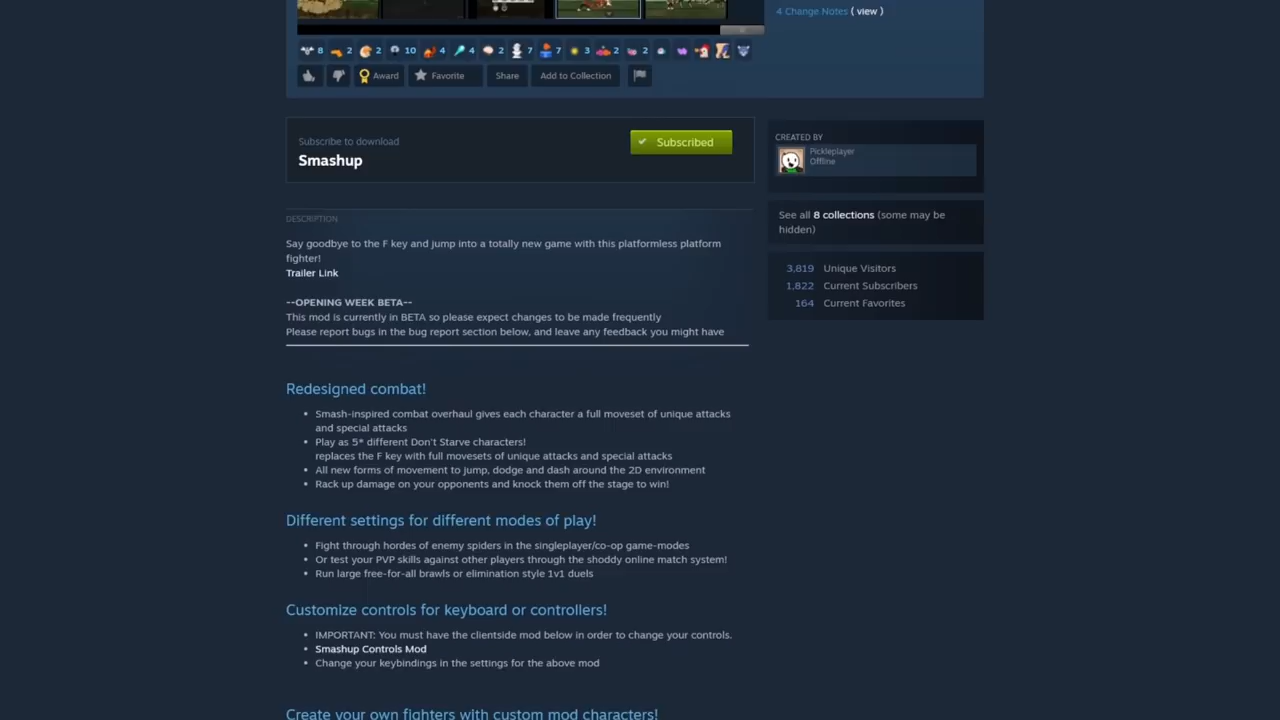 4 Change Notes ( view )
8 2 2 10 4 4 2 7 7 3 2 2
Award Favorite Share Add to Collection
Subscribe to download
Smashup
Subscribed
CREATED BY
Pickleplayer
Offline
See all 8 collections (some may be
hidden)
3,819 Unique Visitors
1,822 Current Subscribers
164 Current Favorites
DESCRIPTION
Say goodbye to the F key and jump into a totally new game with this platformless platform
fighter!
Trailer Link
--OPENING WEEK BETA--
This mod is currently in BETA so please expect changes to be made frequently
Please report bugs in the bug report section below, and leave any feedback you might have
Redesigned combat!
• Smash-inspired combat overhaul gives each character a full moveset of unique attacks
and special attacks
• Play as 5* different Don't Starve characters!
replaces the F key with full movesets of unique attacks and special attacks
• All new forms of movement to jump, dodge and dash around the 2D environment
• Rack up damage on your opponents and knock them off the stage to win!
Different settings for different modes of play!
• Fight through hordes of enemy spiders in the singleplayer/co-op game-modes
• Or test your PVP skills against other players through the shoddy online match system!
• Run large free-for-all brawls or elimination style 1v1 duels
Customize controls for keyboard or controllers!
• IMPORTANT: You must have the clientside mod below in order to change your controls.
• Smashup Controls Mod
• Change your keybindings in the settings for the above mod
Create your own fighters with custom mod characters!